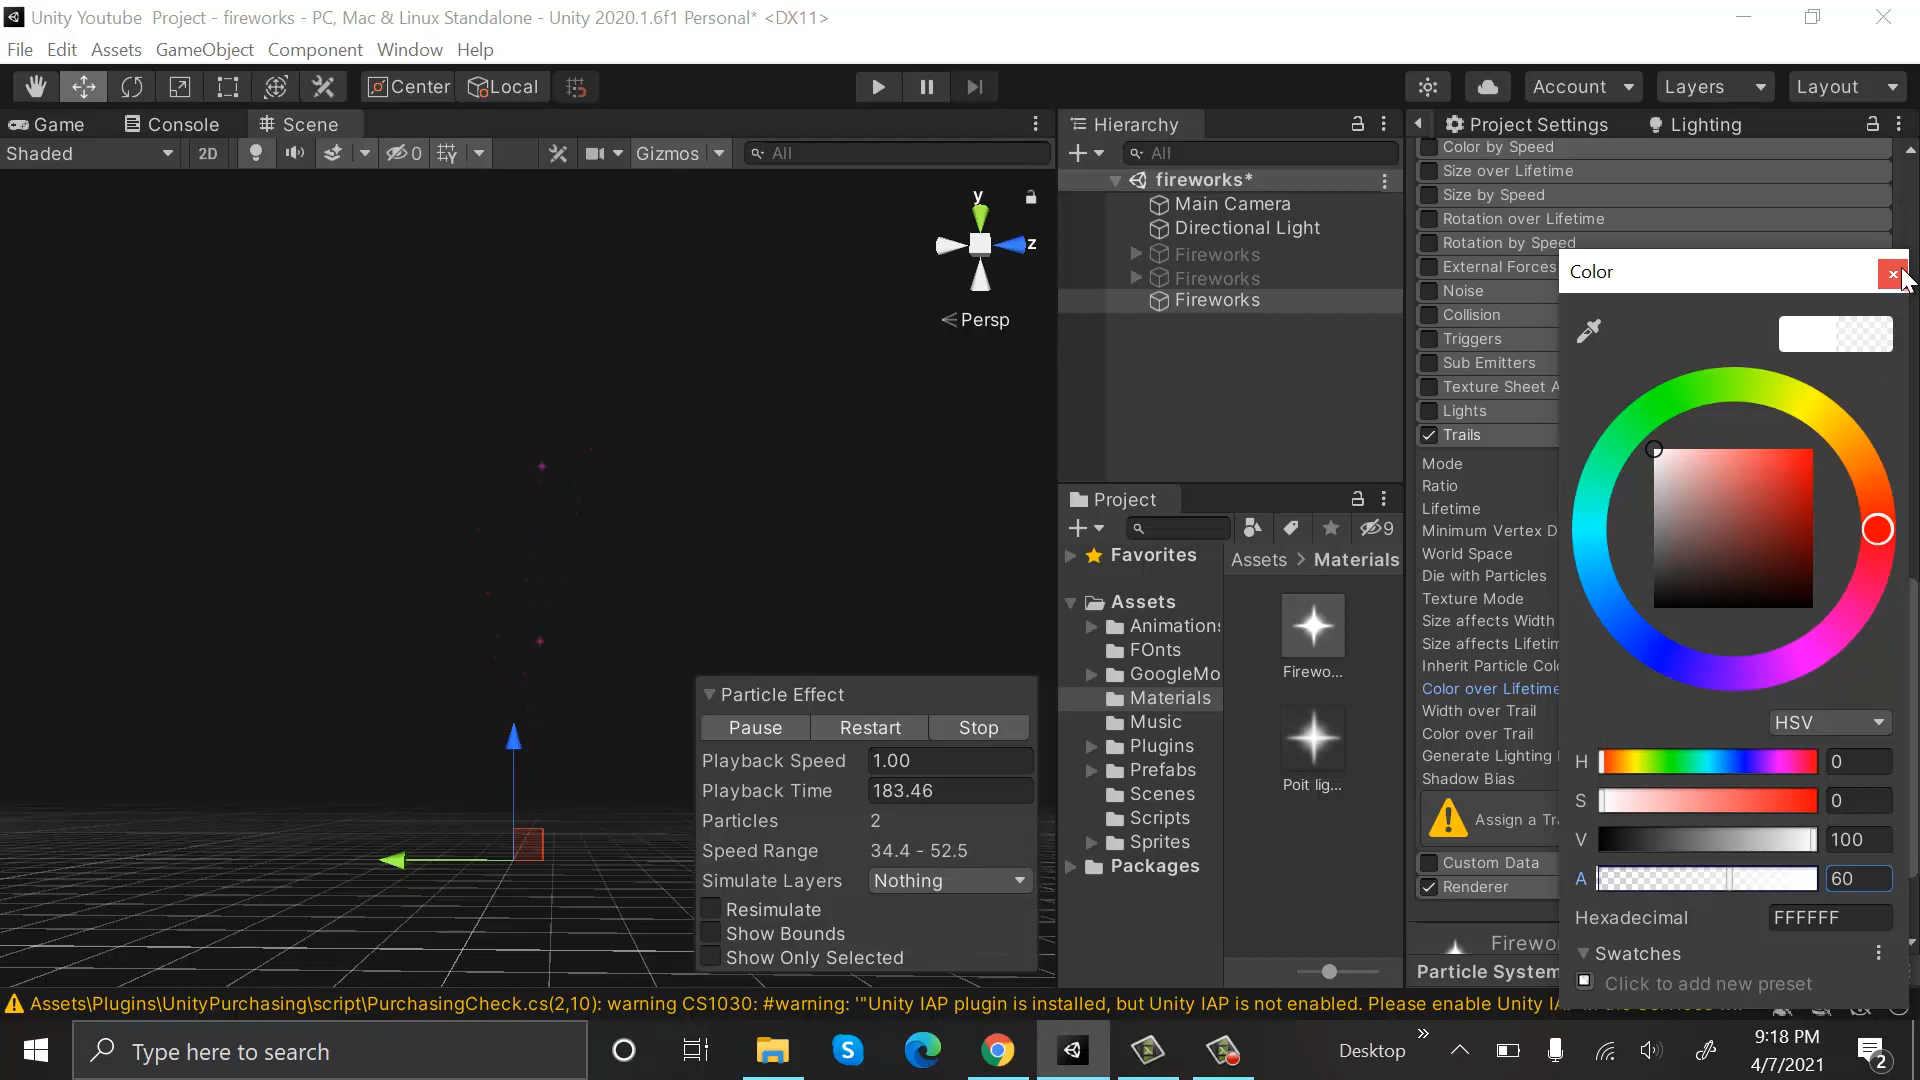 Unity Youtube Project - fireworks - PC, Mac & Linux Standalone - Unity 2020.1.6f1 Personal* <DX11>
File Edit Assets GameObject Component Window Help
Center Local Account Layers Layout
Game Console Scene
Shaded 2D 0 Gizmos All
y
z
Persp
Particle Effect
Pause Restart Stop
Playback Speed 1.00
Playback Time 183.46
Particles 2
Speed Range 34.4 - 52.5
Simulate Layers Nothing
Resimulate
Show Bounds
Show Only Selected
Hierarchy
All
fireworks*
Main Camera
Directional Light
Fireworks
Fireworks
Fireworks
Project
9
Favorites
Assets
Animation
FOnts
GoogleMo
Materials
Music
Plugins
Prefabs
Scenes
Scripts
Sprites
Packages
Assets > Materials
Firewo...
Poit lig...
Project Settings Lighting
Color by Speed
Size over Lifetime
Size by Speed
Rotation over Lifetime
Rotation by Speed
External Forces
Noise
Collision
Triggers
Sub Emitters
Texture Sheet A
Lights
Trails
Mode
Ratio
Lifetime
Minimum Vertex D
World Space
Die with Particles
Texture Mode
Size affects Width
Size affects Lifetim
Inherit Particle Colo
Color over Lifetime
Width over Trail
Color over Trail
Generate Lighting
Shadow Bias
Assign a Tra
Custom Data
Renderer
Firewo
Particle System
Color
HSV
H 0
S 0
V 100
A 60
Hexadecimal FFFFFF
Swatches
Click to add new preset
Assets\Plugins\UnityPurchasing\script\PurchasingCheck.cs(2,10): warning CS1030: #warning: '"Unity IAP plugin is installed, but Unity IAP is not enabled. Please enable Unity IA
Type here to search
Desktop
9:18 PM
4/7/2021
2